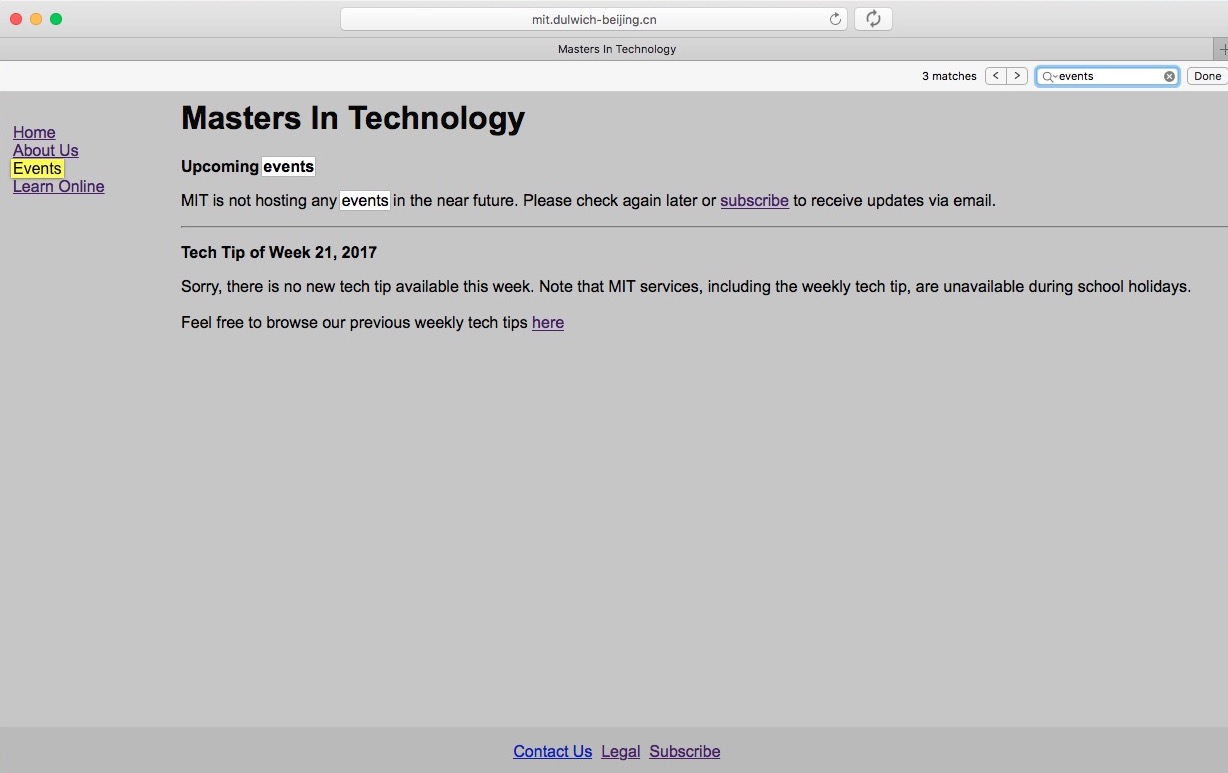 mit.dulwich-beijing.cn
Masters In Technology
3 matches < > events Done
Home
About Us
Events
Learn Online
Masters In Technology
Upcoming events
MIT is not hosting any events in the near future. Please check again later or subscribe to receive updates via email.
Tech Tip of Week 21, 2017
Sorry, there is no new tech tip available this week. Note that MIT services, including the weekly tech tip, are unavailable during school holidays.
Feel free to browse our previous weekly tech tips here
Contact Us Legal Subscribe